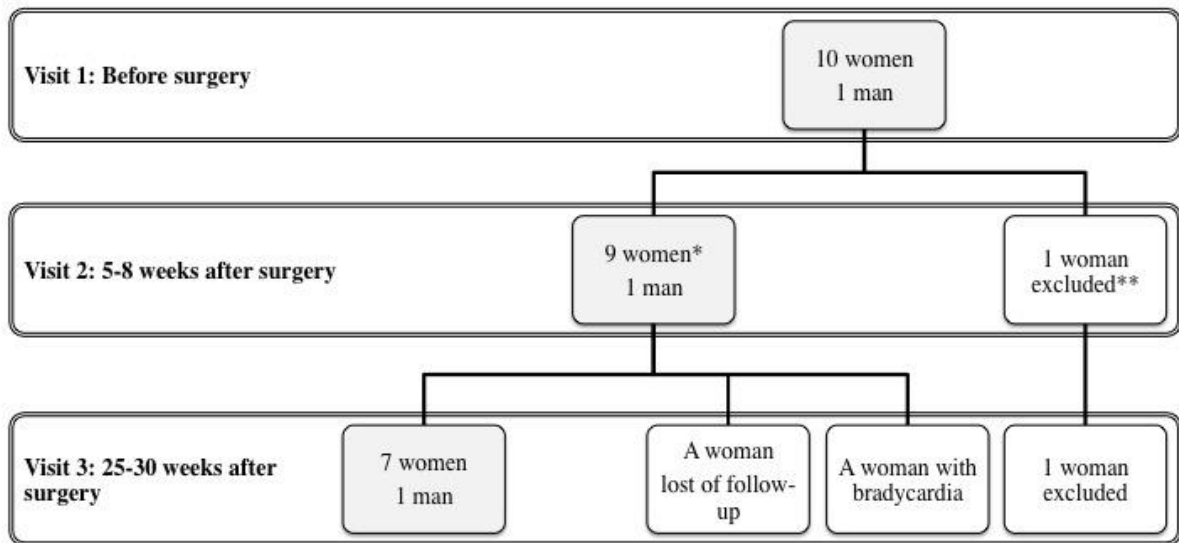 Visit 1: Before surgery
10 women
1 man
Visit 2: 5-8 weeks after surgery
9 women*
1 man
1 woman
excluded**
Visit 3: 25-30 weeks after
surgery
7 women
1 man
A woman
lost of follow-
up
A woman with
bradycardia
1 woman
excluded